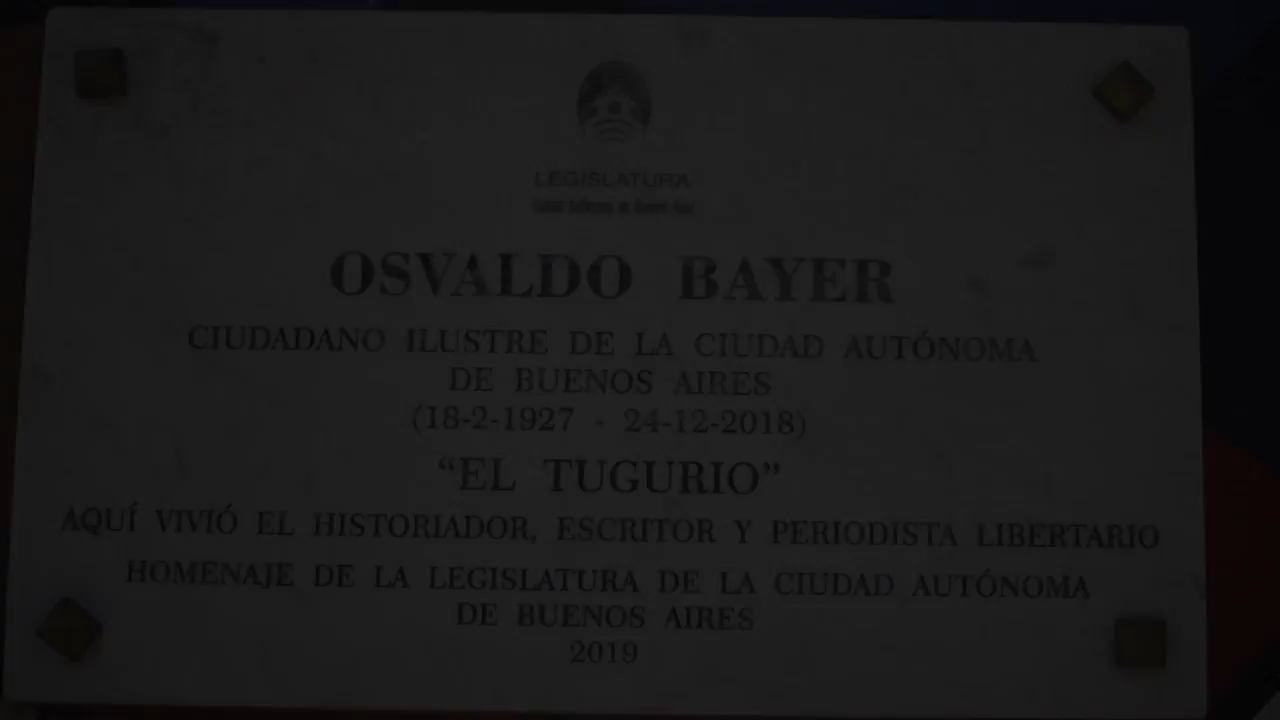 LEGISLATURA
OSVALDO BAYER
CIUDADANO ILUSTRE DE LA CIUDAD AUTÓNOMA
DE BUENOS AIRES
(18-2-1927 - 24-12-2018)
“EL TUGURIO”
AQUÍ VIVIÓ EL HISTORIADOR, ESCRITOR Y PERIODISTA LIBERTARIO
HOMENAJE DE LA LEGISLATURA DE LA CIUDAD AUTÓNOMA
DE BUENOS AIRES
2019